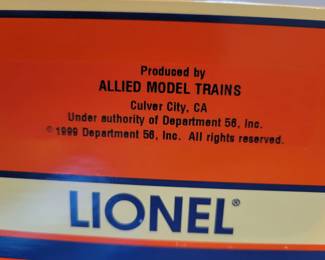 Produced by
ALLIED MODEL TRAINS
Culver City, CA
Under authority of Department 56, Inc.
© 1999 Department 56, Inc. All rights reserved.
LIONEL®